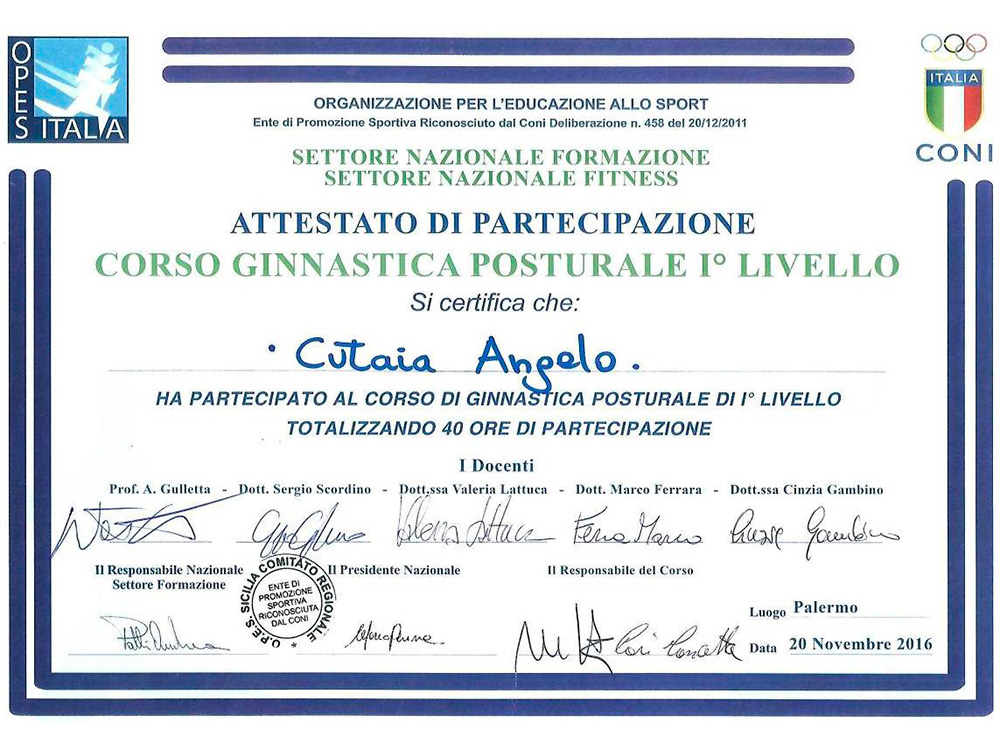 OPES ITALIA
ITALIA
CONI
ORGANIZZAZIONE PER L'EDUCAZIONE ALLO SPORT
Ente di Promozione Sportiva Riconosciuto dal Coni Deliberazione n. 458 del 20/12/2011
SETTORE NAZIONALE FORMAZIONE
SETTORE NAZIONALE FITNESS
ATTESTATO DI PARTECIPAZIONE
CORSO GINNASTICA POSTURALE I° LIVELLO
Si certifica che:
Cutaia Angelo.
HA PARTECIPATO AL CORSO DI GINNASTICA POSTURALE DI I° LIVELLO
TOTALIZZANDO 40 ORE DI PARTECIPAZIONE
I Docenti
Prof. A. Gulletta - Dott. Sergio Scordino - Dott.ssa Valeria Lattuca - Dott. Marco Ferrara - Dott.ssa Cinzia Gambino
Valeria Lattuca Gambino
Il Responsabile Nazionale
Settore Formazione
Il Presidente Nazionale
Il Responsabile del Corso
O.P.E.S. SICILIA COMITATO REGIONALE
ENTE DI
PROMOZIONE
SPORTIVA
RICONOSCIUTA
DAL CONI
Luogo Palermo
Data 20 Novembre 2016